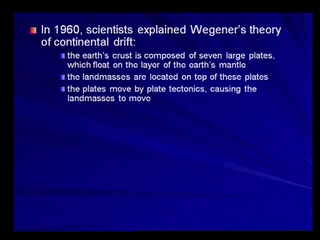 In 1960, scientists explained Wegener's theory
of continental drift:
the earth's crust is composed of seven large plates,
which float on the layer of the earth's mantle
the landmasses are located on top of these plates
the plates move by plate tectonics, causing the
landmasses to move